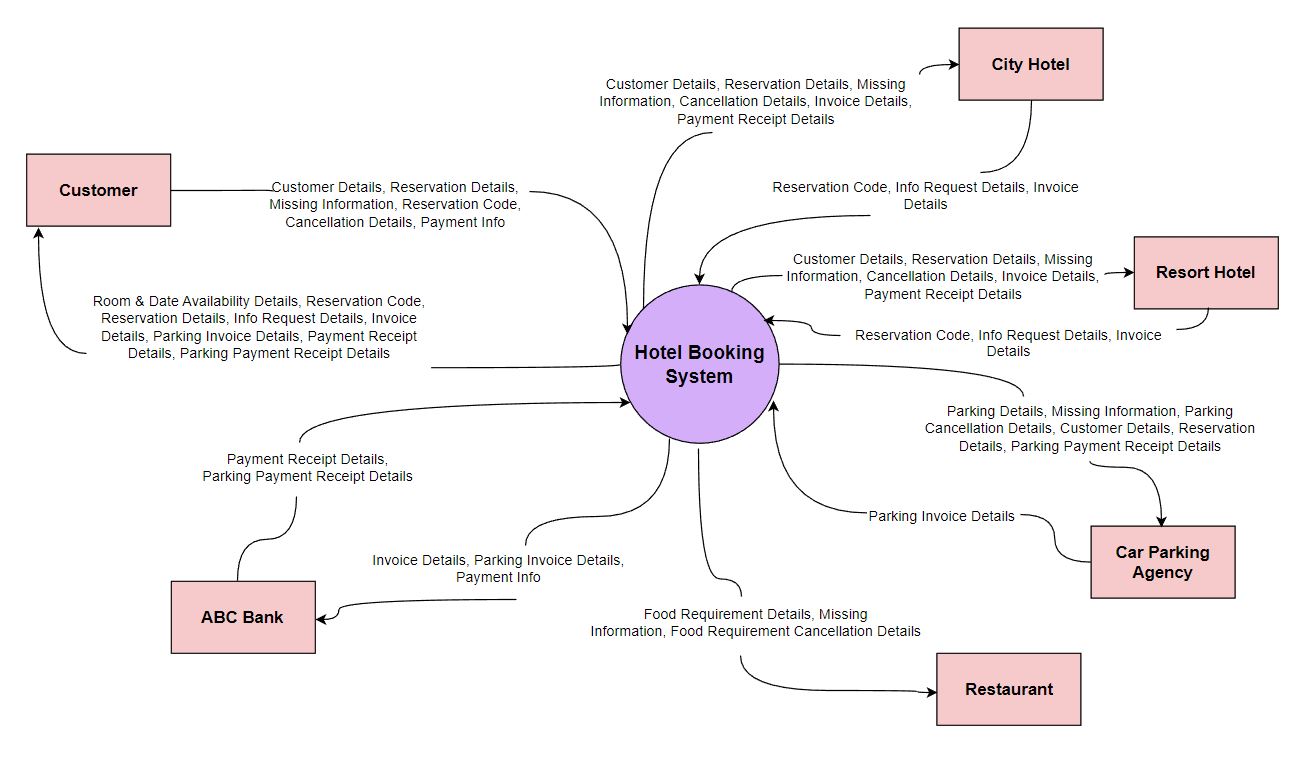 City Hotel
Customer Details, Reservation Details, Missing
Information, Cancellation Details, Invoice Details,
Payment Receipt Details
Customer
Customer Details, Reservation Details,
Missing Information, Reservation Code,
Cancellation Details, Payment Info
Reservation Code, Info Request Details, Invoice
Details
Customer Details, Reservation Details, Missing
Information, Cancellation Details, Invoice Details,
Payment Receipt Details
Resort Hotel
Room & Date Availability Details, Reservation Code,
Reservation Details, Info Request Details, Invoice
Details, Parking Invoice Details, Payment Receipt
Details, Parking Payment Receipt Details
Reservation Code, Info Request Details, Invoice
Details
Hotel Booking
System
Parking Details, Missing Information, Parking
Cancellation Details, Customer Details, Reservation
Details, Parking Payment Receipt Details
Payment Receipt Details,
Parking Payment Receipt Details
Parking Invoice Details
Car Parking
Agency
Invoice Details, Parking Invoice Details,
Payment Info
ABC Bank
Food Requirement Details, Missing
Information, Food Requirement Cancellation Details
Restaurant